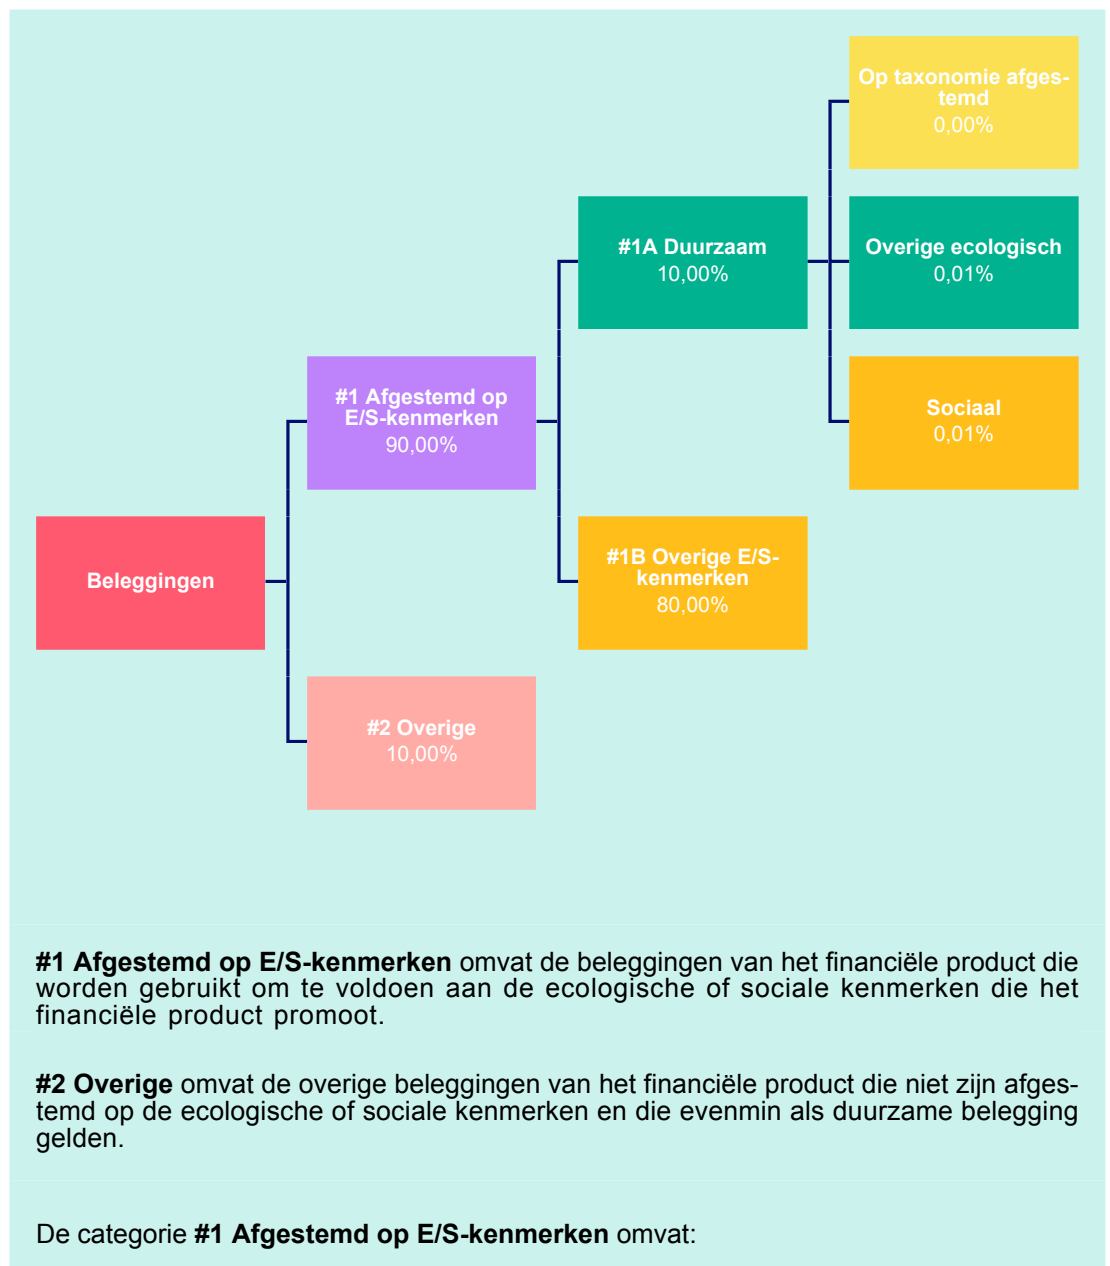 Op taxonomie afges-
temd
0,00%
#1A Duurzaam
10,00%
Overige ecologisch
0,01%
#1 Afgestemd op
E/S-kenmerken
90,00%
Sociaal
0,01%
Beleggingen
#1B Overige E/S-
kenmerken
80,00%
#2 Overige
10,00%
#1 Afgestemd op E/S-kenmerken omvat de beleggingen van het financiële product die
worden gebruikt om te voldoen aan de ecologische of sociale kenmerken die het
financiële product promoot.
#2 Overige omvat de overige beleggingen van het financiële product die niet zijn afges-
temd op de ecologische of sociale kenmerken en die evenmin als duurzame belegging
gelden.
De categorie #1 Afgestemd op E/S-kenmerken omvat: